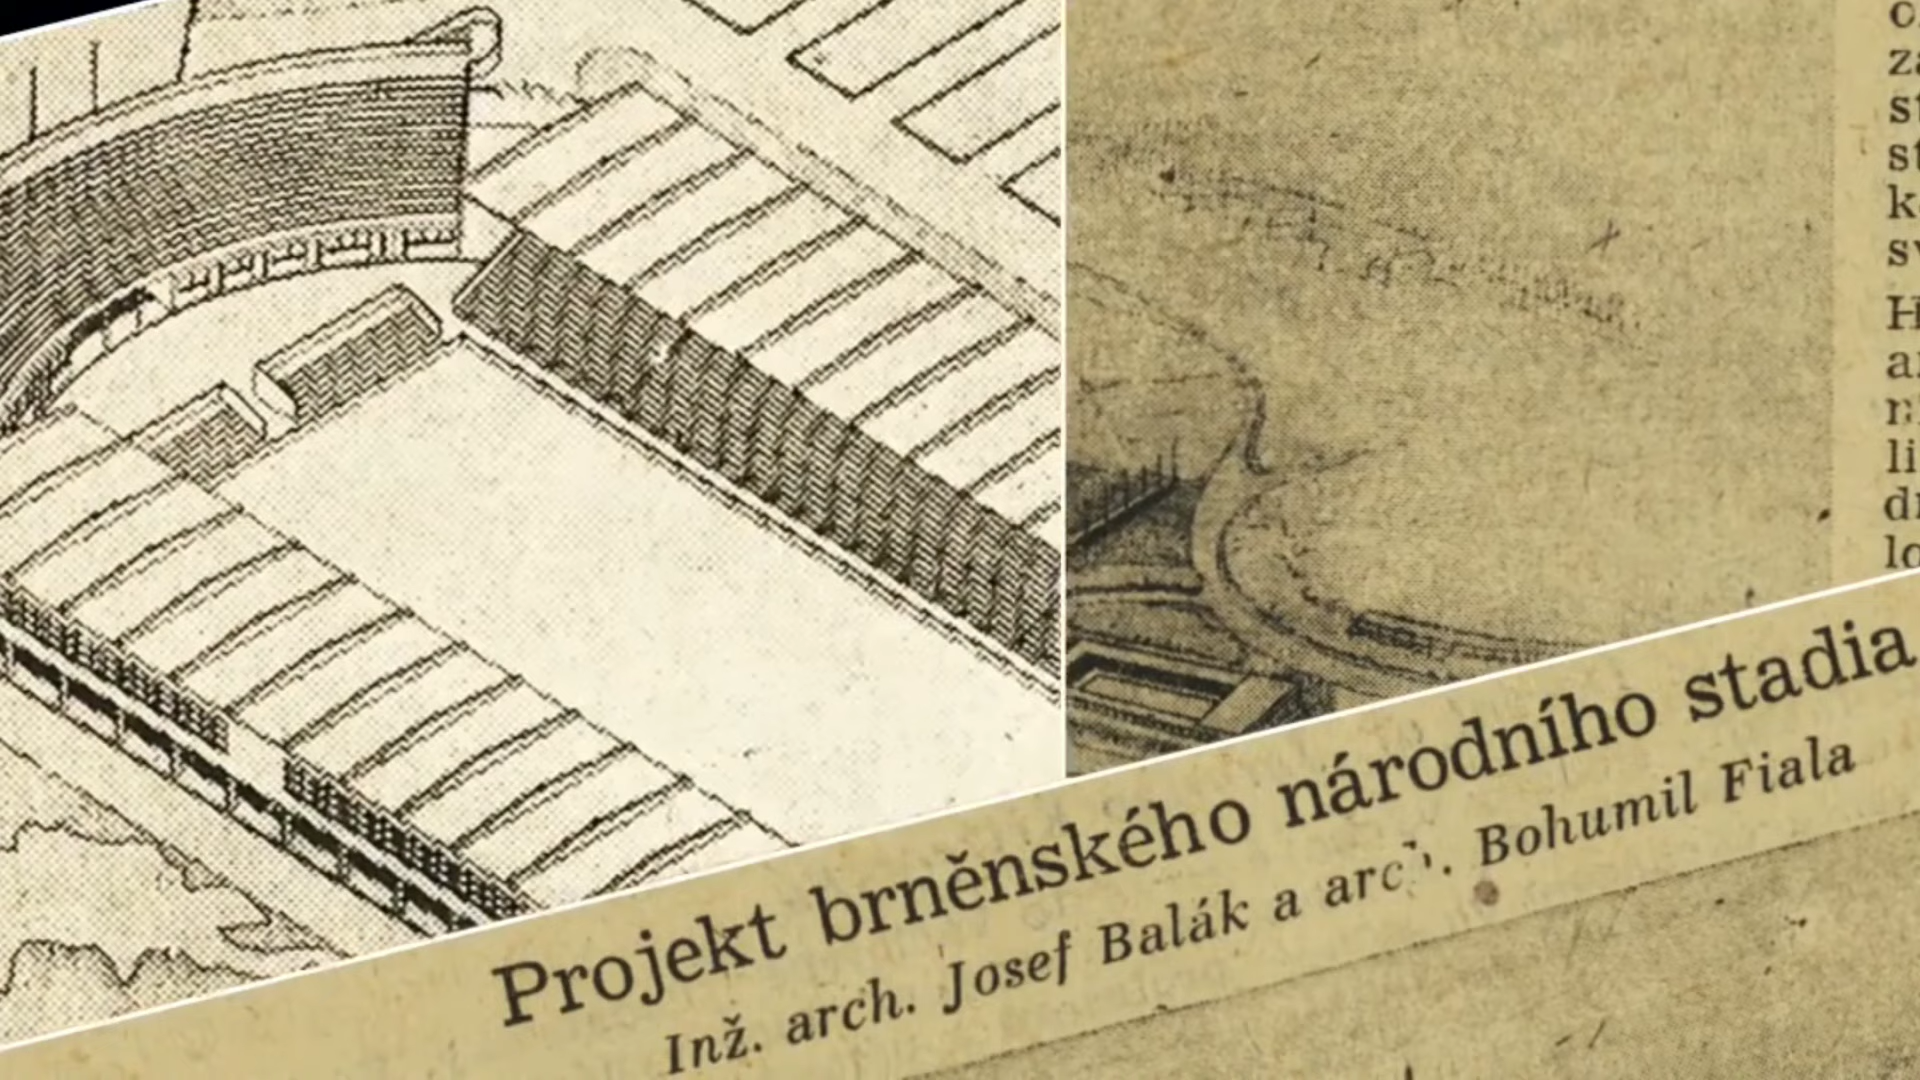 Projekt brněnského národního stadia
Inž. arch. Josef Balák a arch. Bohumil Fiala